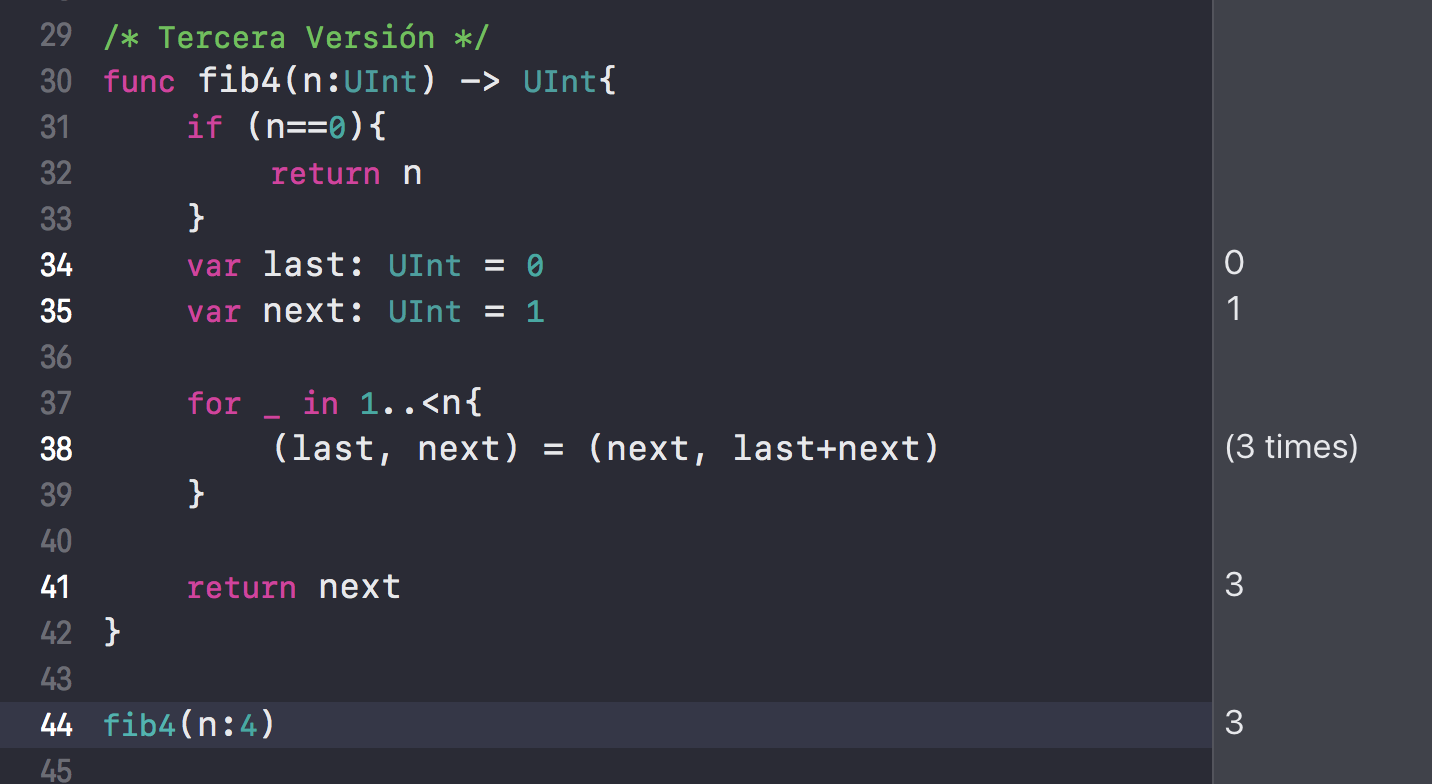 29 /* Tercera Versión */
30 func fib4(n:UInt) -> UInt{
31 if (n==0){
32 return n
33 }
34 var last: UInt = 0 0
35 var next: UInt = 1 1
36
37 for _ in 1..<n{
38 (last, next) = (next, last+next) (3 times)
39 }
40
41 return next 3
42 }
43
44 fib4(n:4) 3
45